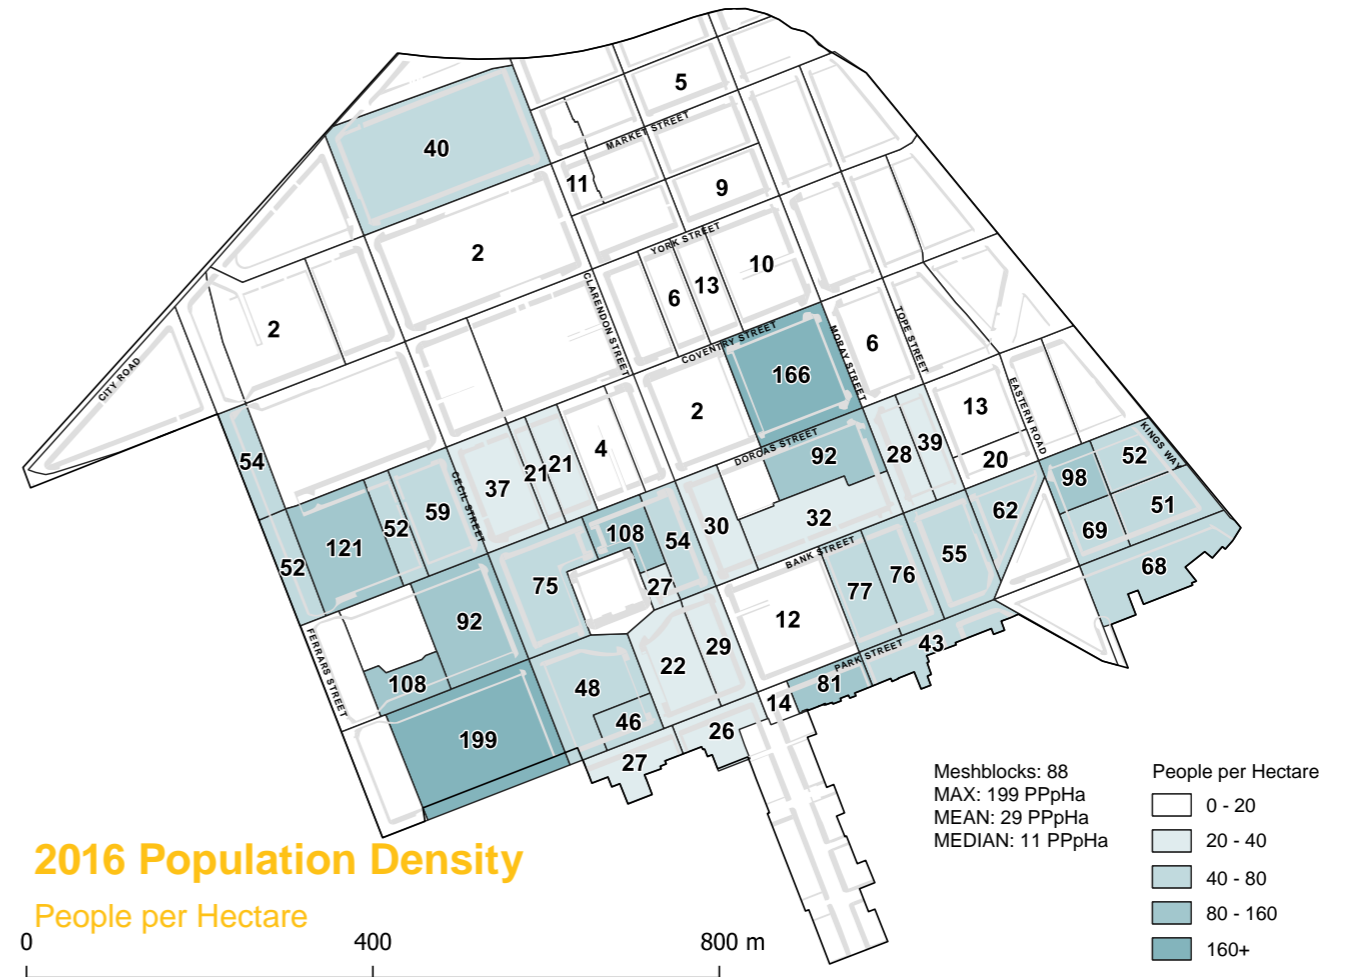 5
MARKET STREET
40
11
9
2
YORK STREET
10
6
13
CLARENDON STREET
2
CITY ROAD
COVENTRY STREET
MORAY STREET
TOPE STREET
6
166
2
13
EASTERN ROAD
4
DORCAS STREET
92
28
39
20
KINGS WAY
52
54
21
21
37
CECIL STREET
59
52
121
98
51
62
69
108
54
30
32
BANK STREET
55
68
52
75
27
77
76
92
12
43
29
22
PARK STREET
FERRARS STREET
108
48
81
14
46
26
199
27
Meshblocks: 88
MAX: 199 PPpHa
MEAN: 29 PPpHa
MEDIAN: 11 PPpHa
People per Hectare
0 - 20
20 - 40
40 - 80
80 - 160
160+
2016 Population Density
People per Hectare
0 400 800 m